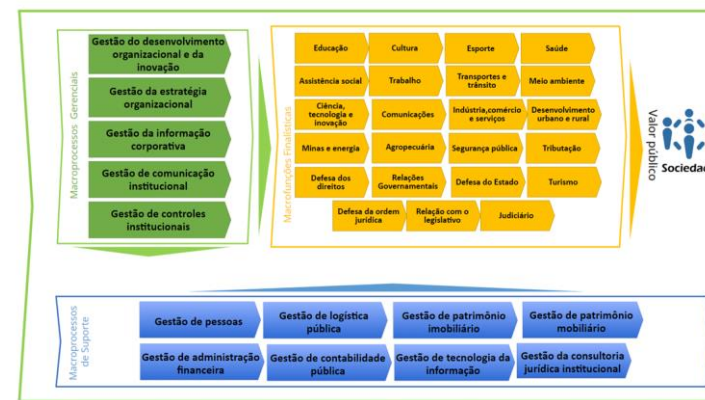 Macroprocessos Gerenciais
Gestão do desenvolvimento
organizacional e da
inovação
Gestão da estratégia
organizacional
Gestão da informação
corporativa
Gestão de comunicação
institucional
Gestão de controles
institucionais
Macrofunções Finalísticas
Educação
Cultura
Esporte
Saúde
Assistência social
Trabalho
Transportes e
trânsito
Meio ambiente
Ciência,
tecnologia e
inovação
Comunicações
Indústria,comércio
e serviços
Desenvolvimento
urbano e rural
Minas e energia
Agropecuária
Segurança pública
Tributação
Defesa dos
direitos
Relações
Governamentais
Defesa do Estado
Turismo
Defesa da ordem
jurídica
Relação com o
legislativo
Judiciário
Valor público
Sociedad
Macroprocessos
de Suporte
Gestão de pessoas
Gestão de logística
pública
Gestão de patrimônio
imobiliário
Gestão de patrimônio
mobiliário
Gestão de administração
financeira
Gestão de contabilidade
pública
Gestão de tecnologia da
informação
Gestão da consultoria
jurídica institucional